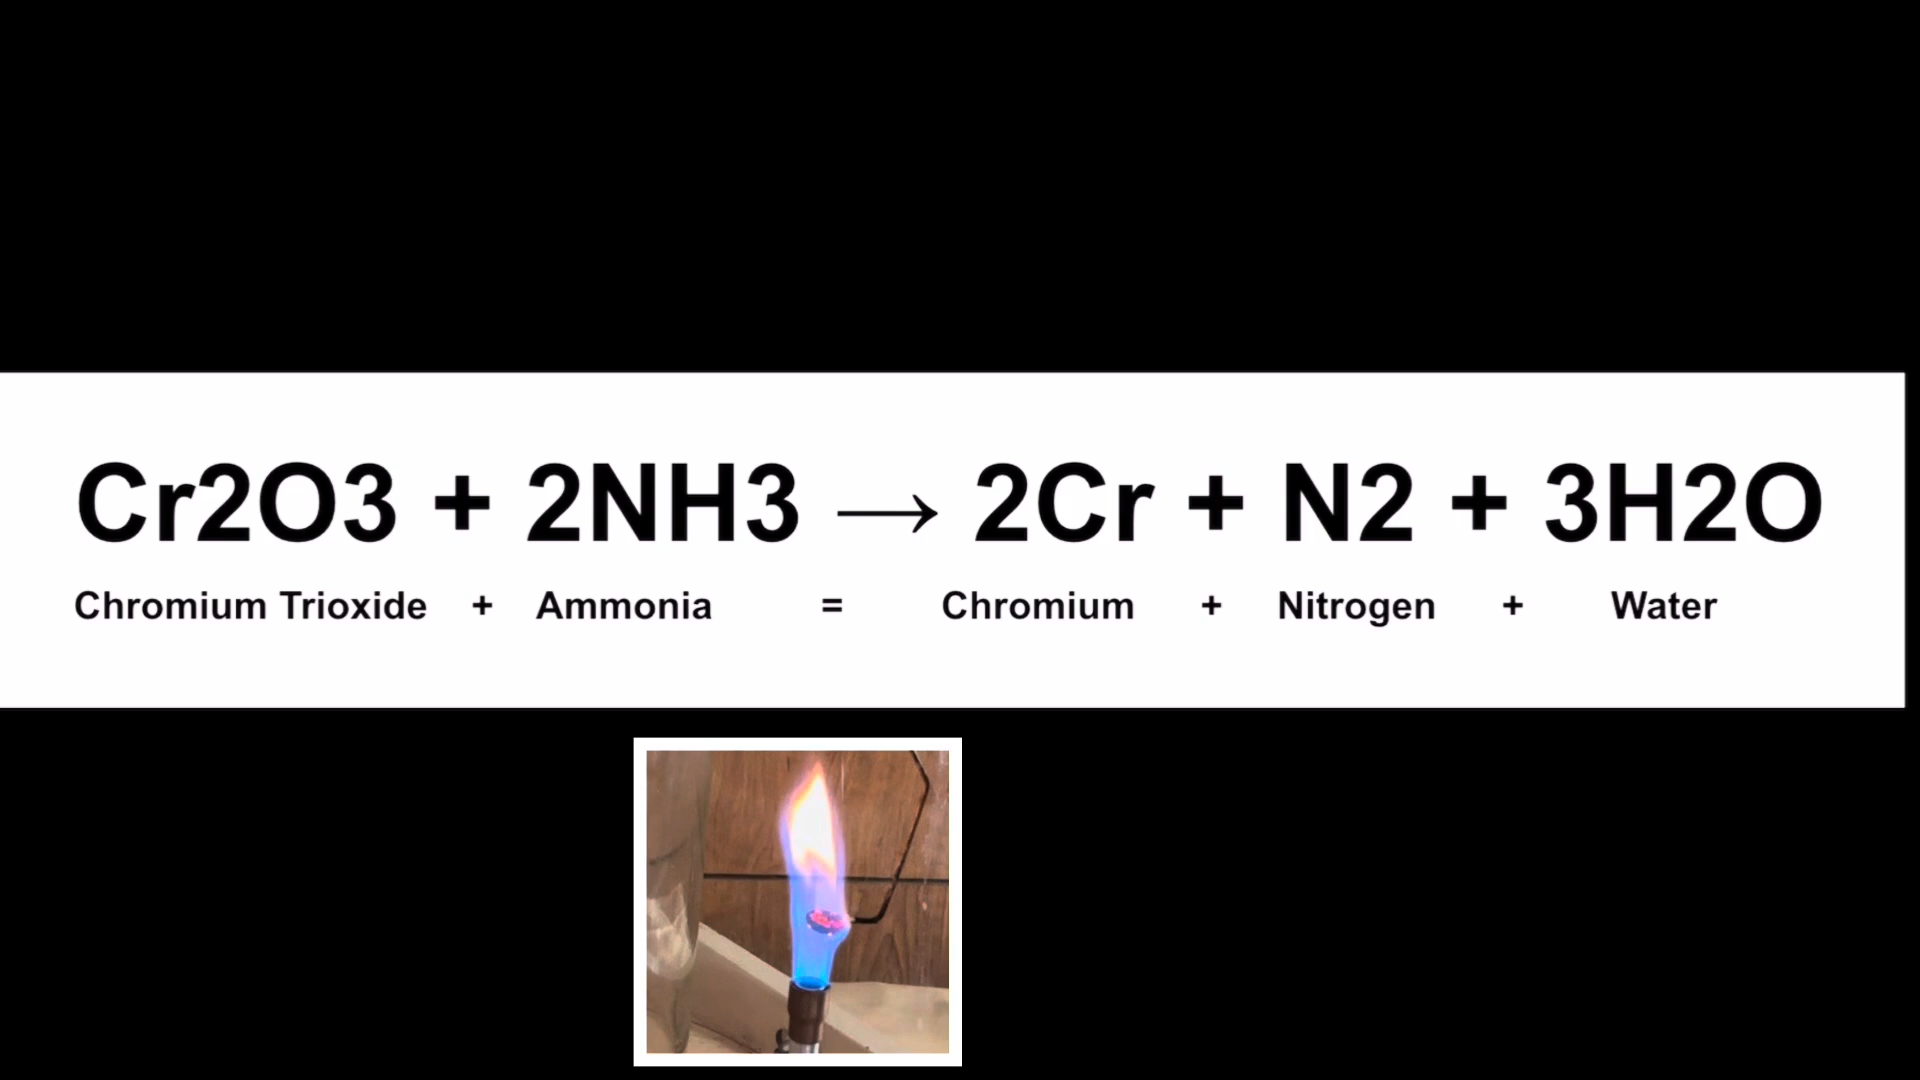 Cr2O3 + 2NH3 → 2Cr + N2 + 3H2O
Chromium Trioxide + Ammonia = Chromium + Nitrogen + Water